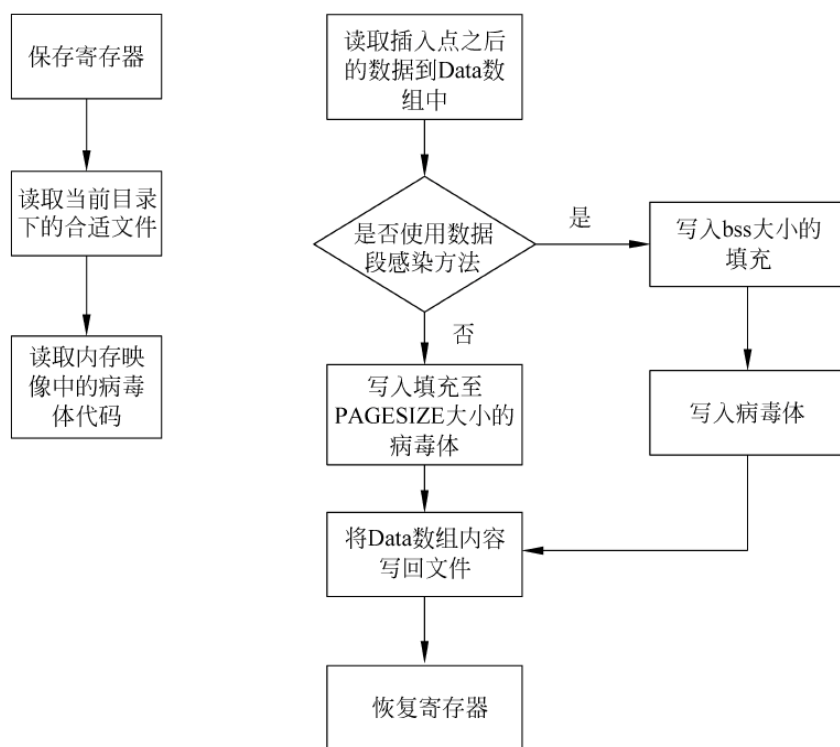 保存寄存器
读取当前目录
下的合适文件
读取内存映
像中的病毒
体代码
读取插入点之后
的数据到Data数
组中
是否使用数据
段感染方法
是
否
写入bss大小的
填充
写入病毒体
写入填充至
PAGESIZE大小的
病毒体
将Data数组内容
写回文件
恢复寄存器